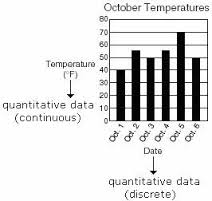 October Temperatures
80
70
60
50
40
30
20
10
0
Temperature
(°F)
quantitative data
(continuous)
Oct. 1
Oct. 2
Oct. 3
Oct. 4
Oct. 5
Oct. 6
Date
quantitative data
(discrete)